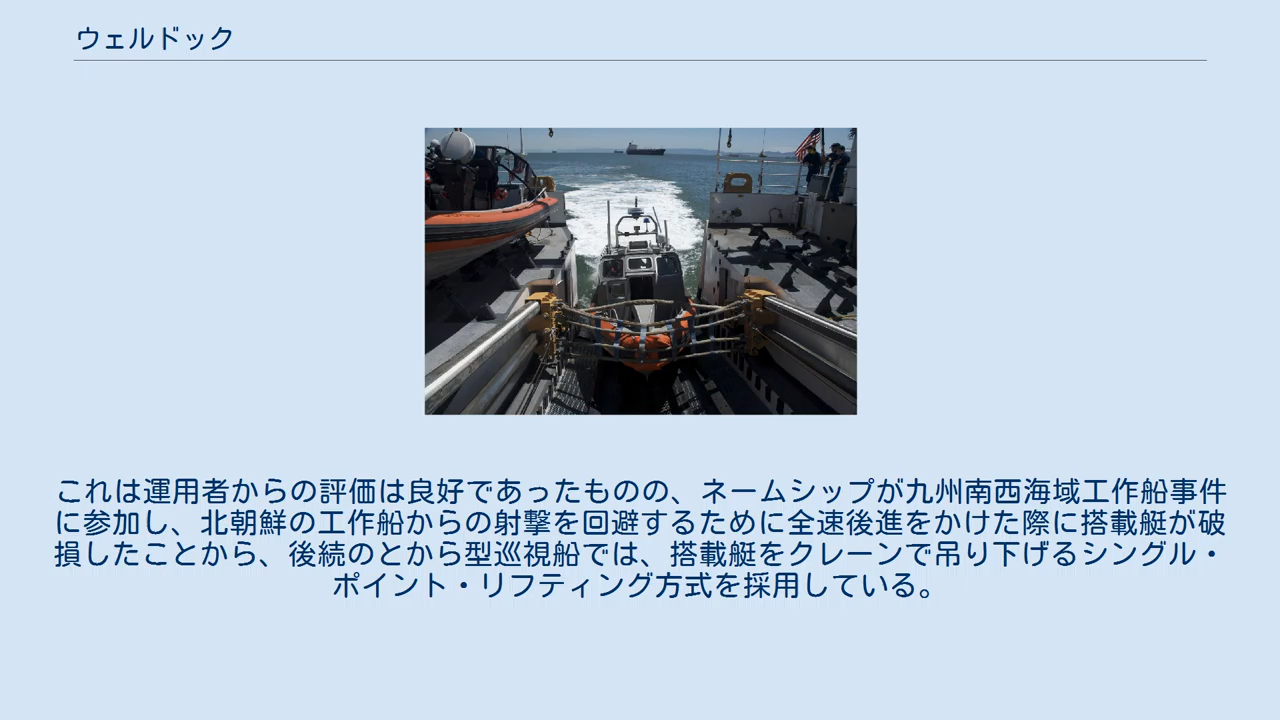 ウェルドック
これは運用者からの評価は良好であったものの、ネームシップが九州南西海域工作船事件
に参加し、北朝鮮の工作船からの射撃を回避するために全速後進をかけた際に搭載艇が破
損したことから、後続のとから型巡視船では、搭載艇をクレーンで吊り下げるシングル・
ポイント・リフティング方式を採用している。